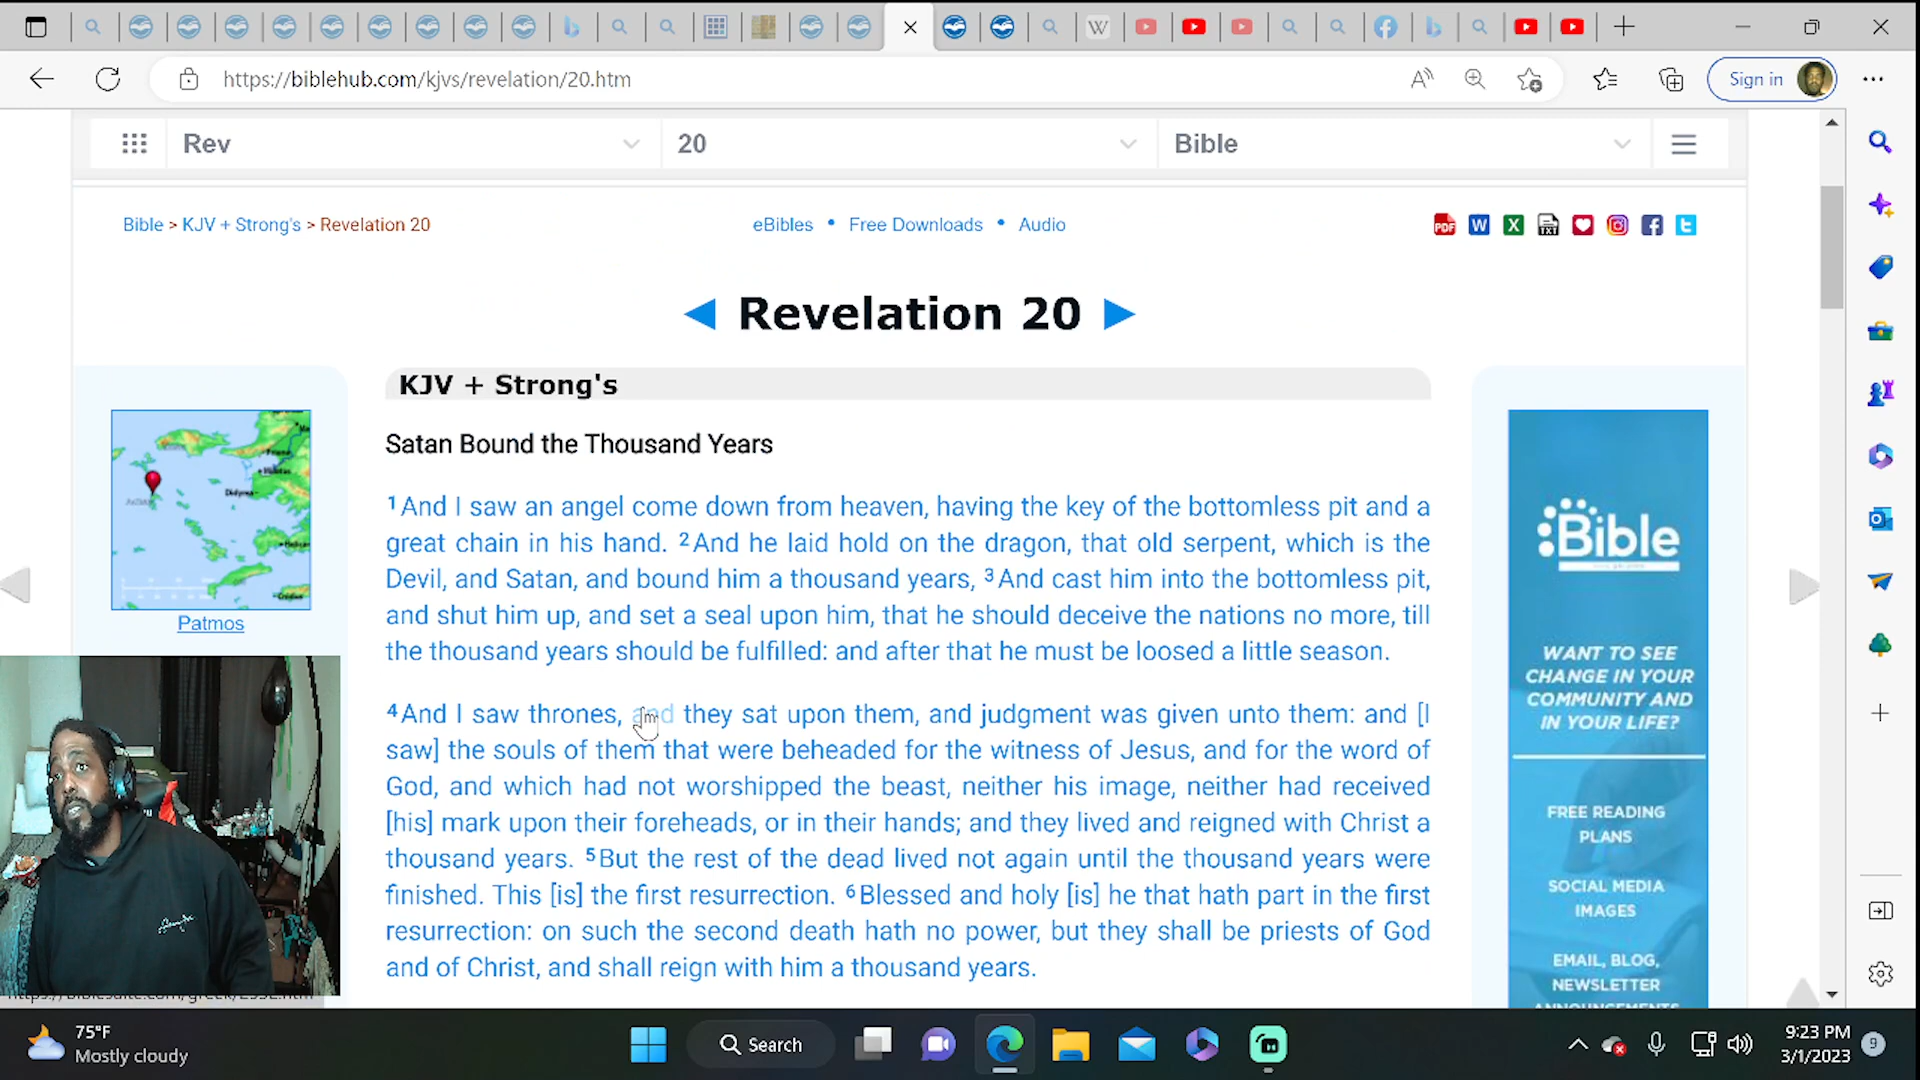 https://biblehub.com/kjvs/revelation/20.htm
Sign in
Rev
20
Bible
Bible > KJV + Strong's > Revelation 20
eBibles • Free Downloads • Audio
PDF
W
X
TXT
◄ Revelation 20 ►
KJV + Strong's
Satan Bound the Thousand Years
Patmos
1And I saw an angel come down from heaven, having the key of the bottomless pit and a
great chain in his hand. 2And he laid hold on the dragon, that old serpent, which is the
Devil, and Satan, and bound him a thousand years, 3And cast him into the bottomless pit,
and shut him up, and set a seal upon him, that he should deceive the nations no more, till
the thousand years should be fulfilled: and after that he must be loosed a little season.
4And I saw thrones, and they sat upon them, and judgment was given unto them: and [I
saw] the souls of them that were beheaded for the witness of Jesus, and for the word of
God, and which had not worshipped the beast, neither his image, neither had received
[his] mark upon their foreheads, or in their hands; and they lived and reigned with Christ a
thousand years. 5But the rest of the dead lived not again until the thousand years were
finished. This [is] the first resurrection. 6Blessed and holy [is] he that hath part in the first
resurrection: on such the second death hath no power, but they shall be priests of God
and of Christ, and shall reign with him a thousand years.
Bible
WANT TO SEE
CHANGE IN YOUR
COMMUNITY AND
IN YOUR LIFE?
FREE READING
PLANS
SOCIAL MEDIA
IMAGES
EMAIL, BLOG,
NEWSLETTER
ANNOUNCEMENTS
75°F
Mostly cloudy
Search
9:23 PM
3/1/2023
9